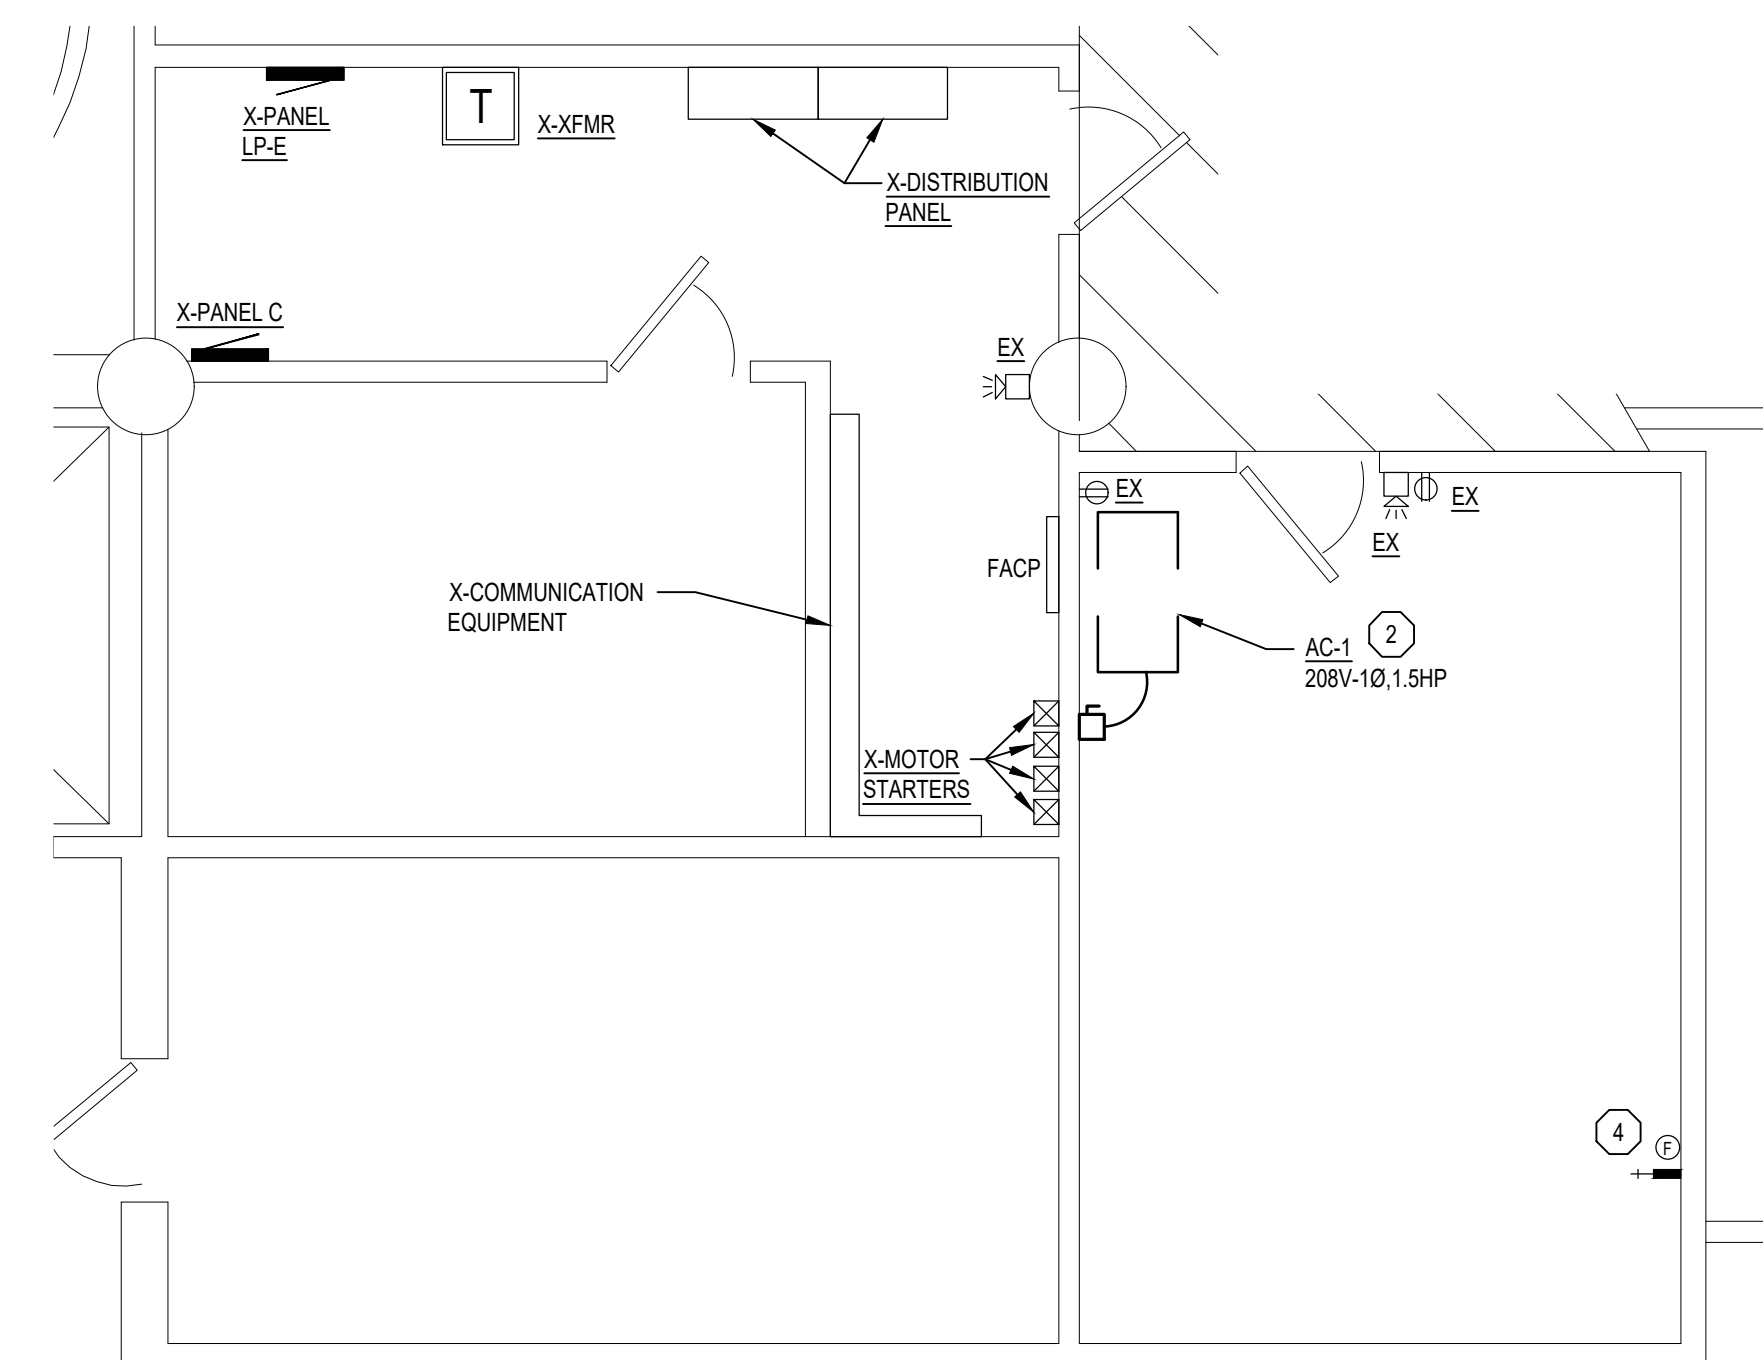 X-PANEL
LP-E
T
X-XFMR
X-DISTRIBUTION
PANEL
X-PANEL C
EX
EX
EX
EX
FACP
X-COMMUNICATION
EQUIPMENT
2
AC-1
208V-1Ø,1.5HP
X-MOTOR
STARTERS
4
F